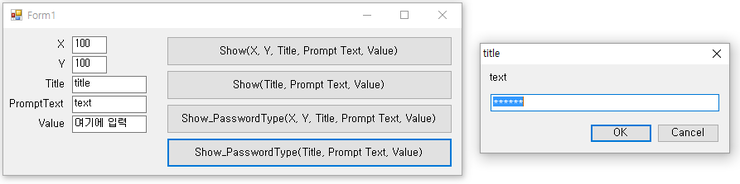 Form1
X 100
Y 100
Title title
PromptText text
Value 여기에 입력
Show(X, Y, Title, Prompt Text, Value)
Show(Title, Prompt Text, Value)
Show_PasswordType(X, Y, Title, Prompt Text, Value)
Show_PasswordType(Title, Prompt Text, Value)
title
text
******
OK Cancel